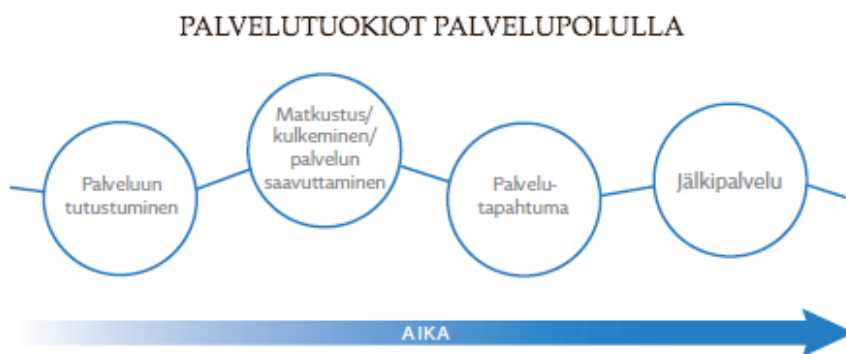 PALVELUTUOKIOT PALVELUPOLULLA
Palveluun
tutustuminen
Matkustus/
kulkeminen/
palvelun
saavuttaminen
Palvelu-
tapahtuma
Jälkipalvelu
AIKA